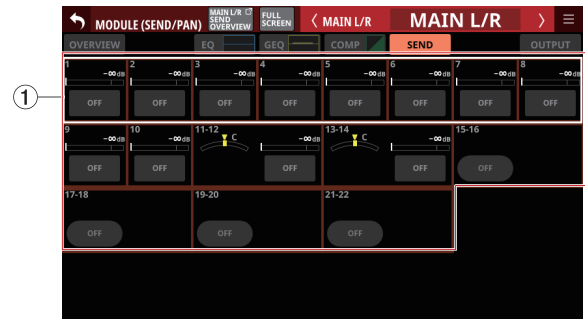 MODULE (SEND/PAN) MAIN L/R SEND OVERVIEW FULL SCREEN < MAIN L/R MAIN L/R >
OVERVIEW EQ GEQ COMP SEND OUTPUT
1 2 3 4 5 6 7 8
-∞dB -∞dB -∞dB -∞dB -∞dB -∞dB -∞dB -∞dB
OFF OFF OFF OFF OFF OFF OFF OFF
1
9 10 11-12 13-14 15-16
-∞dB -∞dB C -∞dB C -∞dB
OFF OFF OFF OFF OFF
17-18 19-20 21-22
OFF OFF OFF